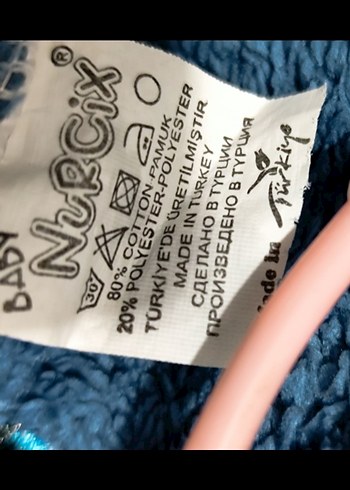 BABY
NuRCiX®
30°
80% COTTON-PAMUK
20% POLYESTER-POLYESTER
TÜRKİYE'DE ÜRETİLMİŞTİR
MADE IN TURKEY
СДЕЛАНО В ТУРЦИИ
ПРОИЗВЕДЕНО В ТУРЦИЯ
Made in
Türkiye